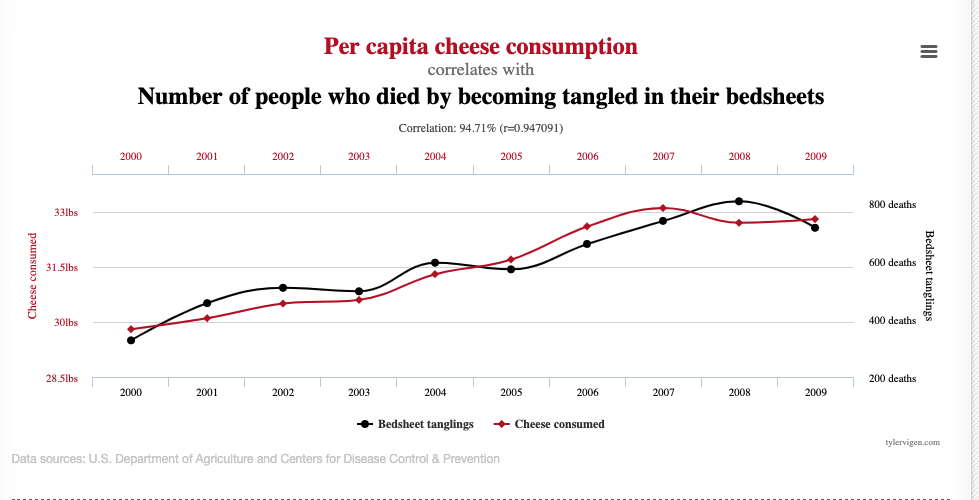 Per capita cheese consumption
correlates with
Number of people who died by becoming tangled in their bedsheets
Correlation: 94.71% (r=0.947091)
2000 2001 2002 2003 2004 2005 2006 2007 2008 2009
Cheese consumed
33lbs
31.5lbs
30lbs
28.5lbs
800 deaths
600 deaths
400 deaths
200 deaths
Bedsheet tanglings
2000 2001 2002 2003 2004 2005 2006 2007 2008 2009
Bedsheet tanglings Cheese consumed
tylervigen.com
Data sources: U.S. Department of Agriculture and Centers for Disease Control & Prevention